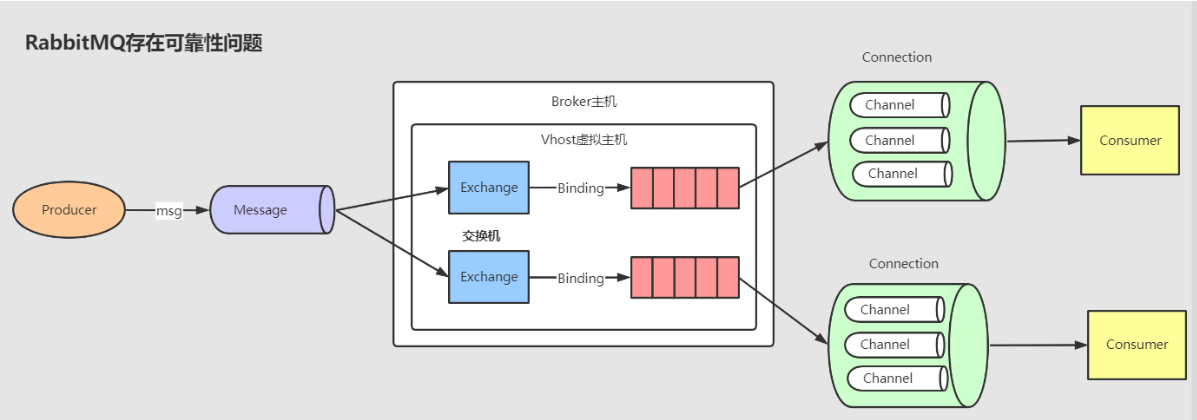 RabbitMQ存在可靠性问题
Producer
msg
Message
Broker主机
Vhost虚拟主机
Exchange
Binding
交换机
Exchange
Binding
Connection
Channel
Channel
Channel
Consumer
Connection
Channel
Channel
Channel
Consumer